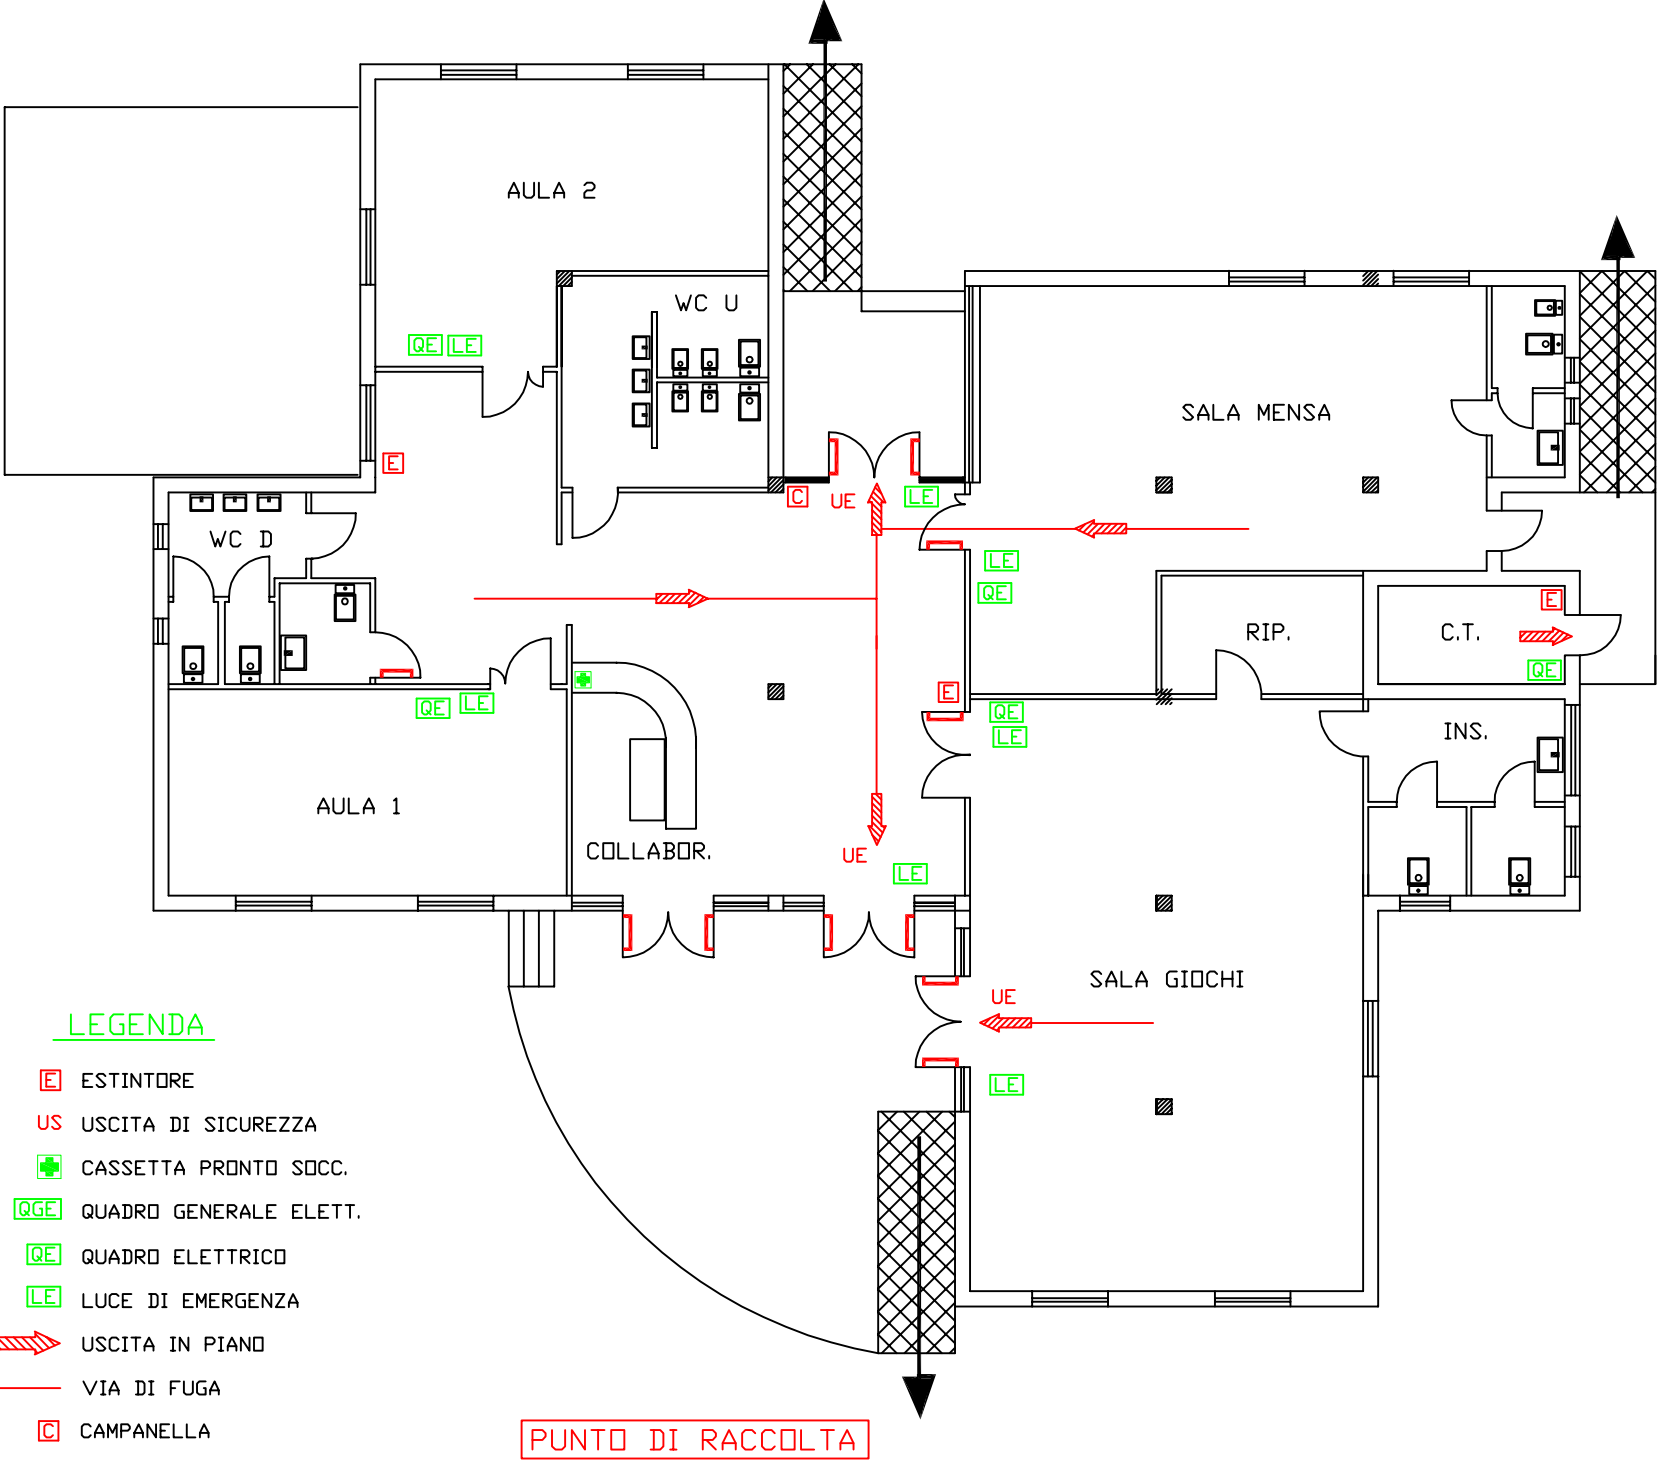 AULA 2
WC U
QE LE
SALA MENSA
E
C
UE
LE
WC D
LE
QE
E
RIP.
C.T.
QE
E
QE LE
QE
LE
INS.
AULA 1
COLLABOR.
UE
LE
SALA GIOCHI
UE
LE
LEGENDA
E ESTINTORE
US USCITA DI SICUREZZA
CASSETTA PRONTO SOCC.
QGE QUADRO GENERALE ELETT.
QE QUADRO ELETTRICO
LE LUCE DI EMERGENZA
USCITA IN PIANO
VIA DI FUGA
C CAMPANELLA
PUNTO DI RACCOLTA